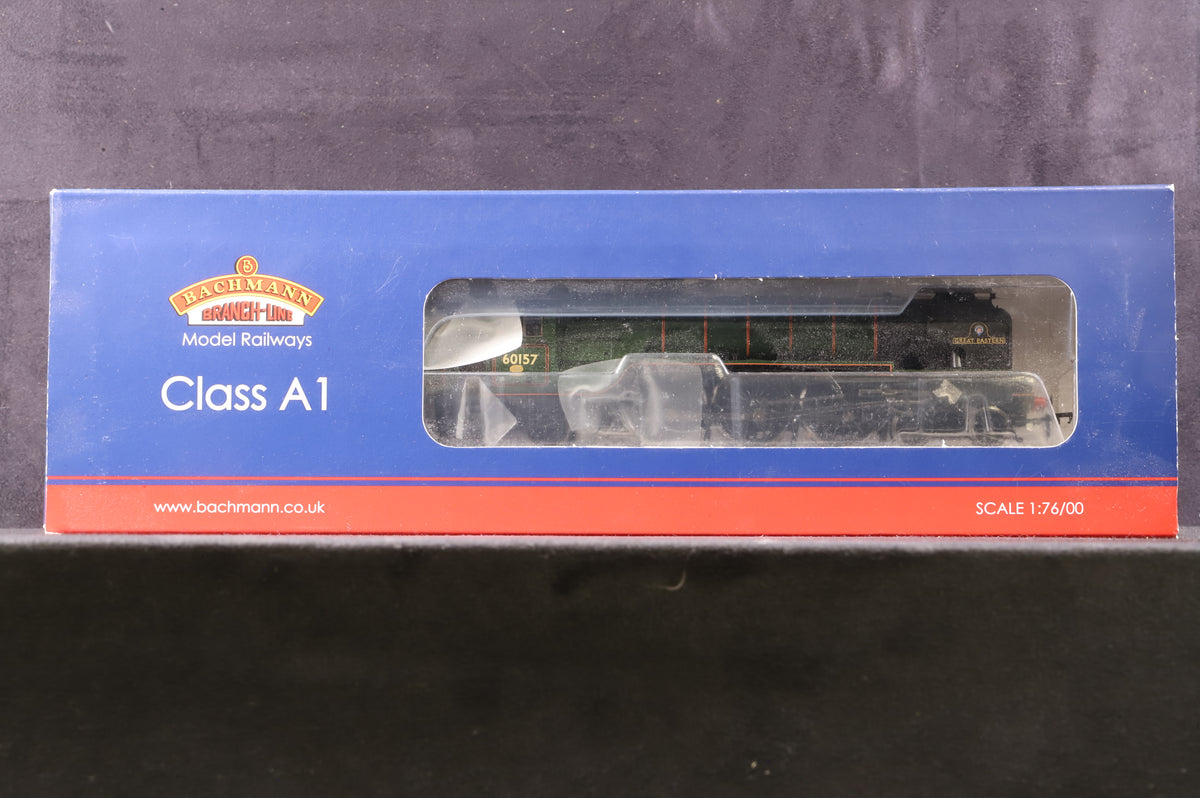 B
BACHMANN
BRANCH-LINE
Model Railways
Class A1
60157
GREAT EASTERN
www.bachmann.co.uk
SCALE 1:76/00